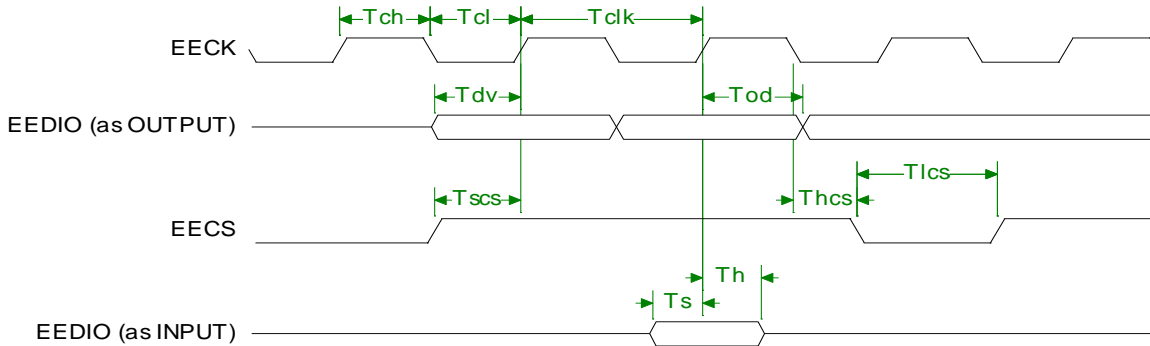 Tch Tcl Tclk
EECK
Tdv Tod
EEDIO (as OUTPUT)
Tlcs
Tscs Thcs
EECS
Th
Ts
EEDIO (as INPUT)